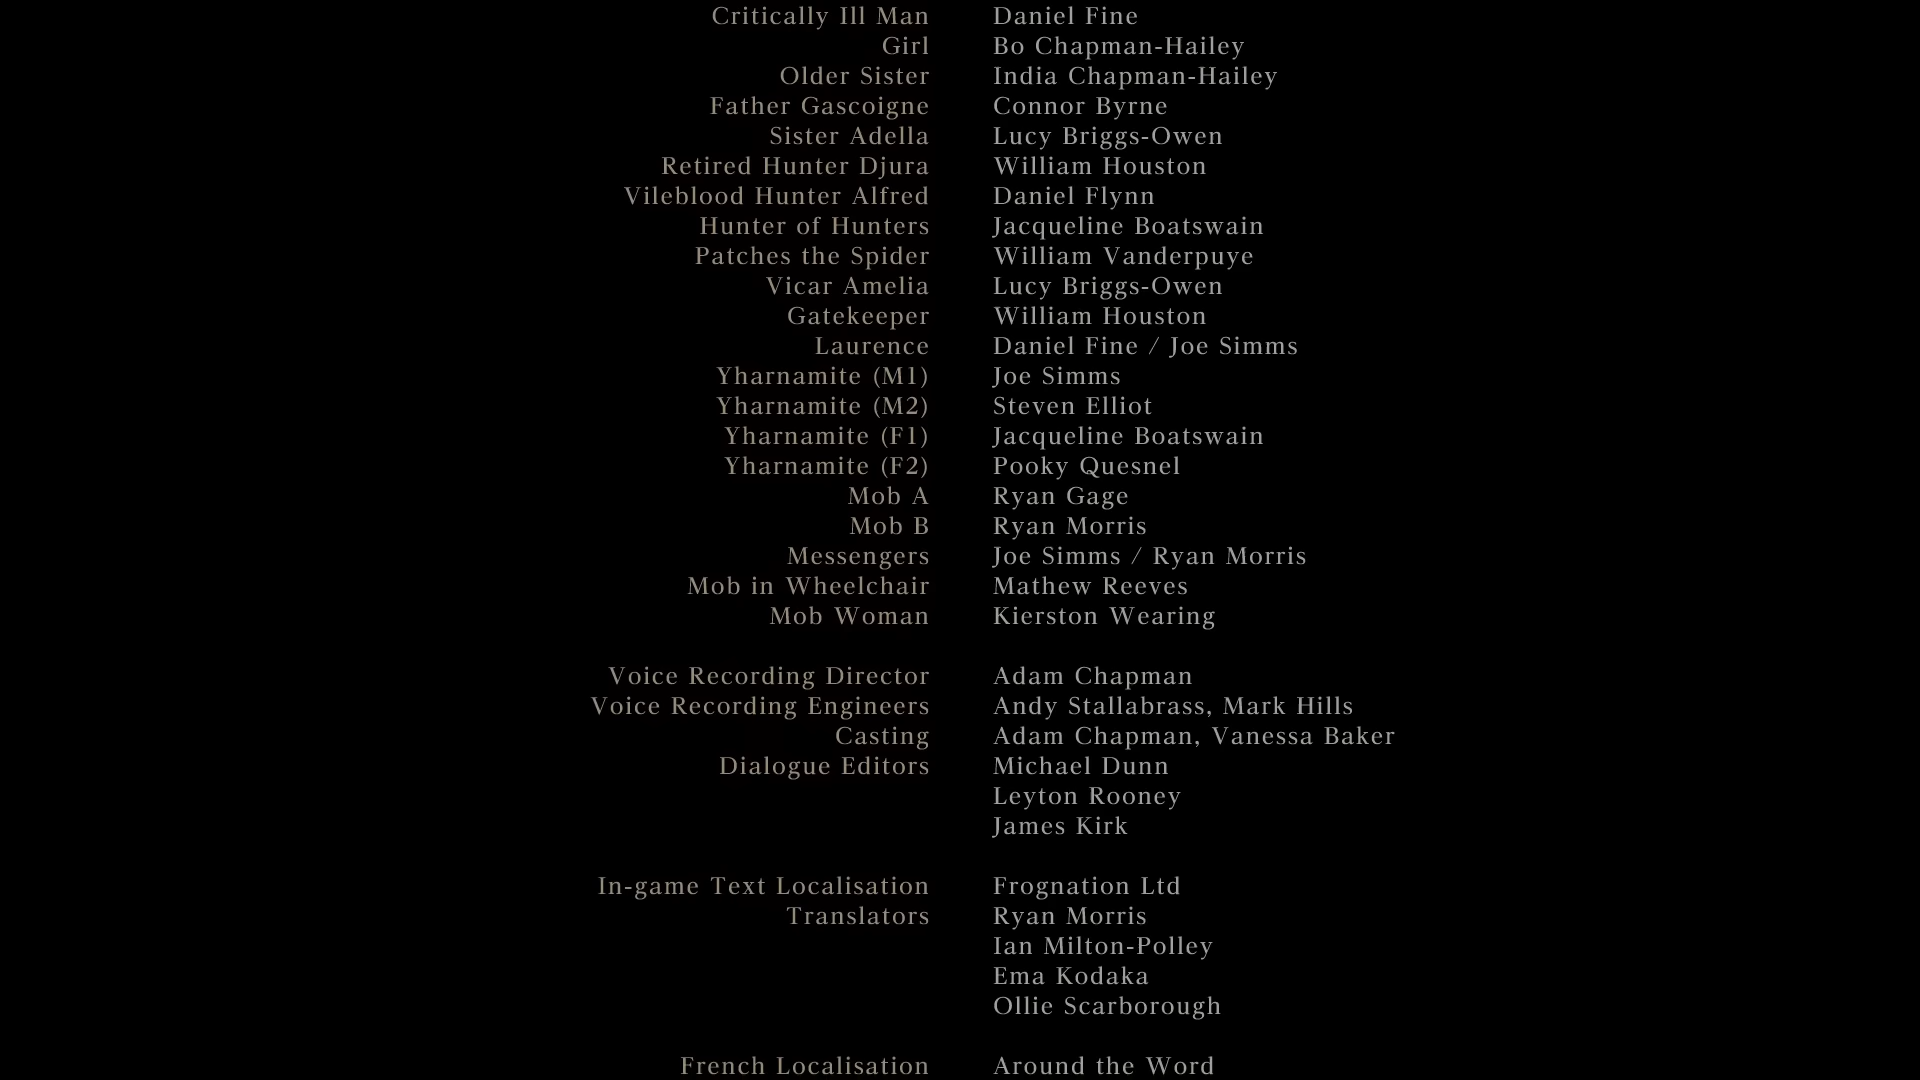 Critically Ill Man Daniel Fine
Girl Bo Chapman-Hailey
Older Sister India Chapman-Hailey
Father Gascoigne Connor Byrne
Sister Adella Lucy Briggs-Owen
Retired Hunter Djura William Houston
Vileblood Hunter Alfred Daniel Flynn
Hunter of Hunters Jacqueline Boatswain
Patches the Spider William Vanderpuye
Vicar Amelia Lucy Briggs-Owen
Gatekeeper William Houston
Laurence Daniel Fine / Joe Simms
Yharnamite (M1) Joe Simms
Yharnamite (M2) Steven Elliot
Yharnamite (F1) Jacqueline Boatswain
Yharnamite (F2) Pooky Quesnel
Mob A Ryan Gage
Mob B Ryan Morris
Messengers Joe Simms / Ryan Morris
Mob in Wheelchair Mathew Reeves
Mob Woman Kierston Wearing
Voice Recording Director Adam Chapman
Voice Recording Engineers Andy Stallabrass, Mark Hills
Casting Adam Chapman, Vanessa Baker
Dialogue Editors Michael Dunn
Leyton Rooney
James Kirk
In-game Text Localisation Frognation Ltd
Translators Ryan Morris
Ian Milton-Polley
Ema Kodaka
Ollie Scarborough
French Localisation Around the Word